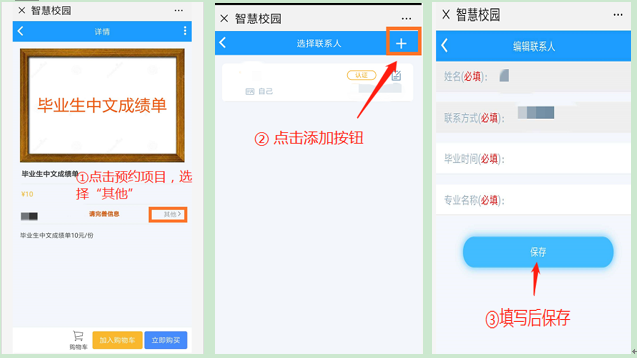 × 智慧校园 ···
详情
毕业生中文成绩单
毕业生中文成绩单
①点击预约项目，选
择“其他”
¥10
请完善信息
其他>
毕业生中文成绩单10元/份
购物车
加入购物车
立即购买
× 智慧校园 ···
选择联系人
+
认证
自己
② 点击添加按钮
× 智慧校园 ···
编辑联系人
姓名(必填):
联系方式(必填):
毕业时间(必填):
专业名称(必填):
保存
③填写后保存